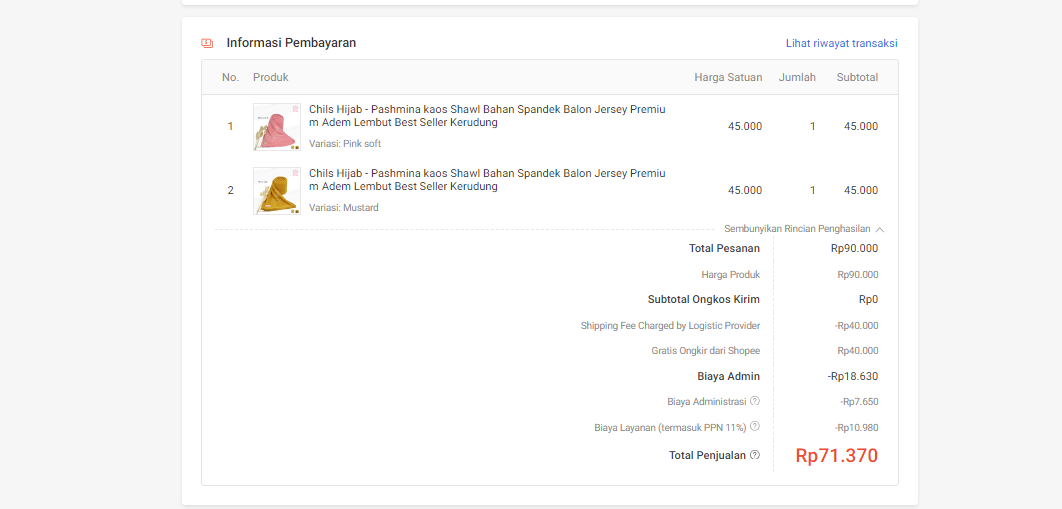 Informasi Pembayaran
Lihat riwayat transaksi
No. Produk Harga Satuan Jumlah Subtotal
1 Chils Hijab - Pashmina kaos Shawl Bahan Spandek Balon Jersey Premiu 45.000 1 45.000
m Adem Lembut Best Seller Kerudung
Variasi: Pink soft
2 Chils Hijab - Pashmina kaos Shawl Bahan Spandek Balon Jersey Premiu 45.000 1 45.000
m Adem Lembut Best Seller Kerudung
Variasi: Mustard
Sembunyikan Rincian Penghasilan
Total Pesanan Rp90.000
Harga Produk Rp90.000
Subtotal Ongkos Kirim Rp0
Shipping Fee Charged by Logistic Provider -Rp40.000
Gratis Ongkir dari Shopee Rp40.000
Biaya Admin -Rp18.630
Biaya Administrasi -Rp7.650
Biaya Layanan (termasuk PPN 11%) -Rp10.980
Total Penjualan Rp71.370